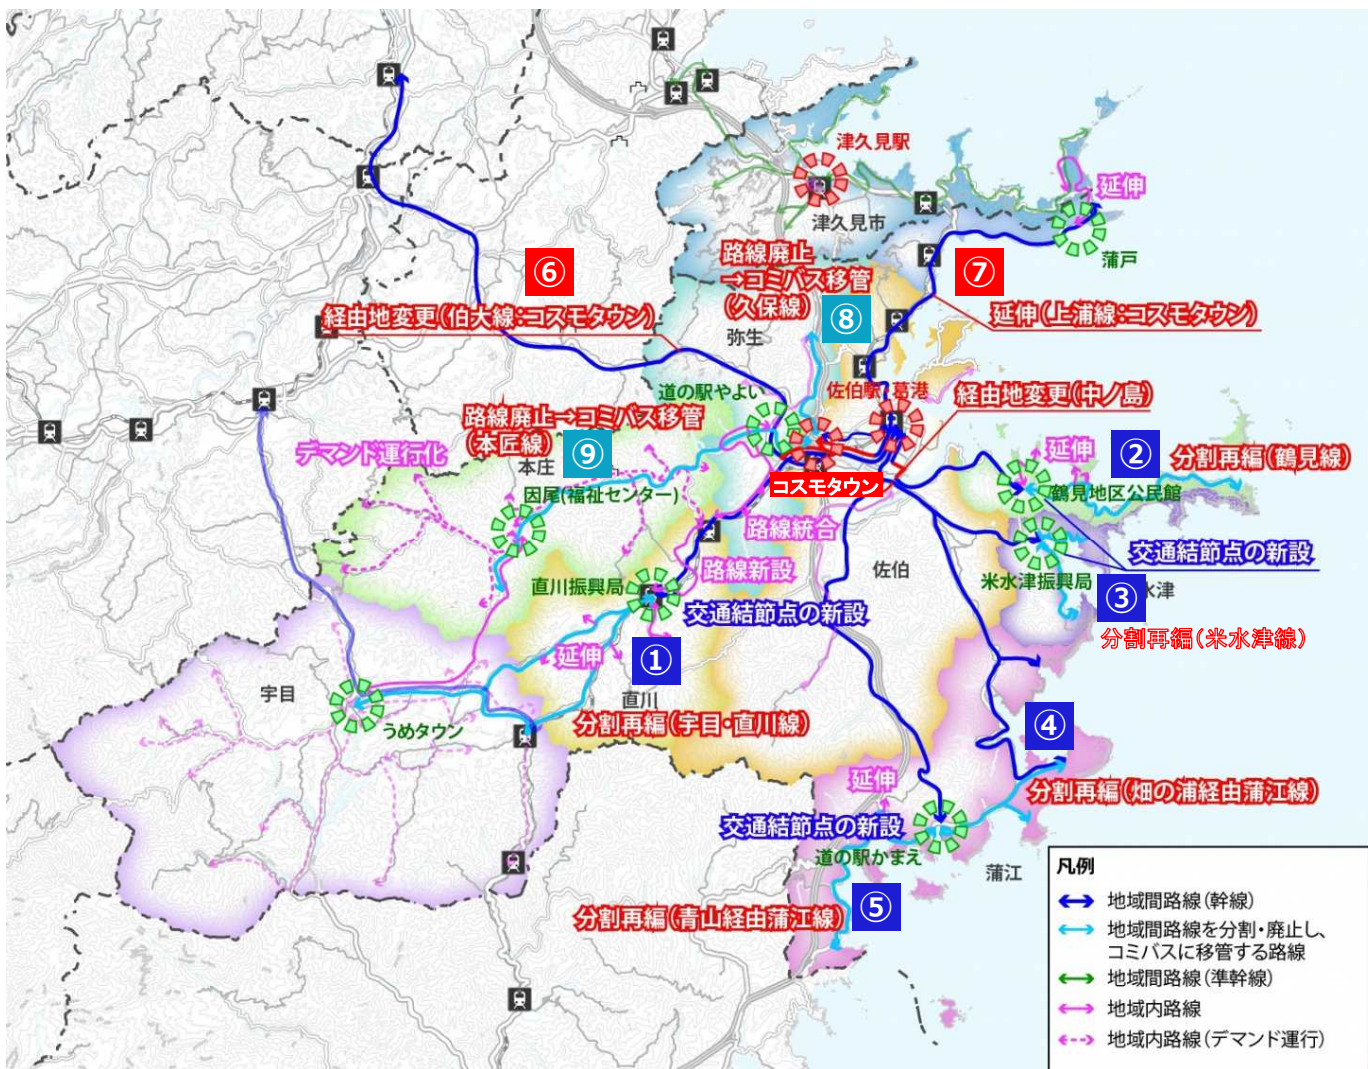 津久見駅
津久見市
延伸
蒲戸
路線廃止
→コミバス移管
(久保線)
⑥
⑦
経由地変更(伯大線:コスモタウン)
⑧
延伸(上浦線:コスモタウン)
弥生
道の駅やよい
佐伯駅
葛港
経由地変更(中ノ島)
路線廃止→コミバス移管
(本匠線)
デマンド運行化
本庄
⑨
因尾(福祉センター)
コスモタウン
延伸
②
分割再編(鶴見線)
鶴見地区公民館
路線統合
交通結節点の新設
佐伯
路線新設
直川振興局
米水津振興局
③
水津
交通結節点の新設
分割再編(米水津線)
延伸
①
直川
宇目
うめタウン
分割再編(宇目・直川線)
④
延伸
分割再編(畑の浦経由蒲江線)
交通結節点の新設
道の駅かまえ
蒲江
⑤
分割再編(青山経由蒲江線)
凡例
地域間路線(幹線)
地域間路線を分割・廃止し、
コミバスに移管する路線
地域間路線(準幹線)
地域内路線
地域内路線(デマンド運行)